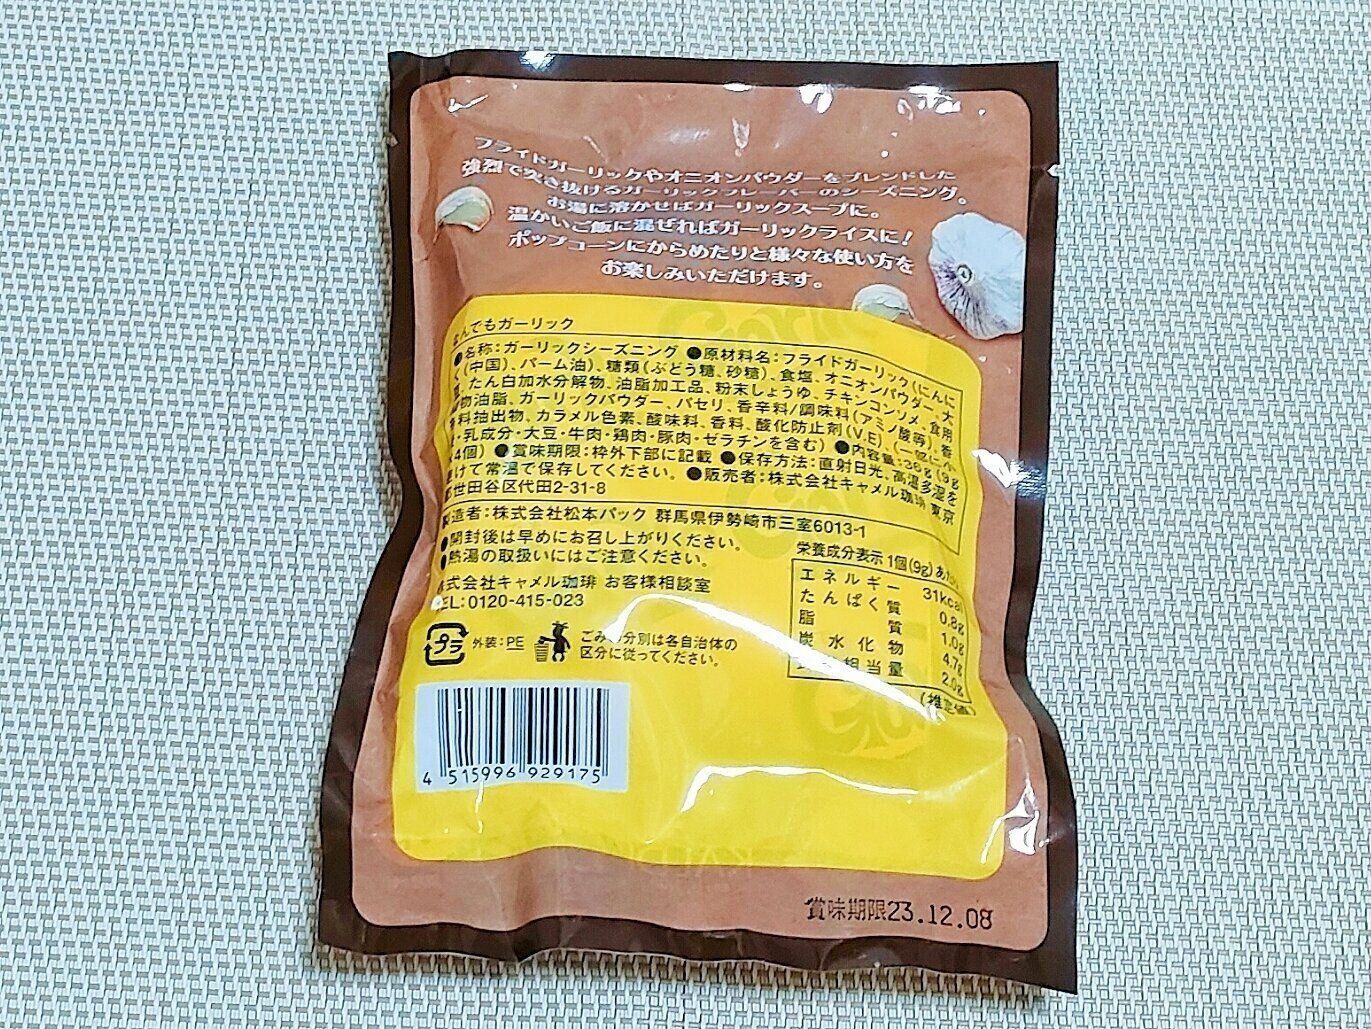 フライドガーリックやオニオンパウダーをブレンドした
強烈で突き抜けるガーリックフレーバーのシーズニング。
お湯に溶かせばガーリックスープに。
温かいご飯に混ぜればガーリックライスに!
ポップコーンにからめたりと様々な使い方を
お楽しみいただけます。
なんでもガーリック
●名称:ガーリックシーズニング ●原材料名:フライドガーリック(にんに
(中国)、パーム油)、糖類(ぶどう糖、砂糖)、食塩、オニオンパウダー、大
たん白加水分解物、油脂加工品、粉末しょうゆ、チキンコンソメ、食用
物油脂、ガーリックパウダー、パセリ、香辛料/調味料(アミノ酸等)、香
料抽出物、カラメル色素、酸味料、香料、酸化防止剤(V.E)、(一部に小
・乳成分・大豆・牛肉・鶏肉・豚肉・ゼラチンを含む) ●内容量:36g(9g
4個) ●賞味期限:枠外下部に記載 ●保存方法:直射日光、高温多湿を
けて常温で保存してください。 ●販売者:株式会社キャメル珈琲 東京
世田谷区代田2-31-8
製造者:株式会社松本パック 群馬県伊勢崎市三室6013-1
●開封後は早めにお召し上がりください。
●熱湯の取扱いにはご注意ください。
株式会社キャメル珈琲 お客様相談室
TEL:0120-415-023
プラ 外装:PE
ごみの分別は各自治体の
区分に従ってください。
栄養成分表示 1個(9g)あたり
エネルギー 31kcal
たんぱく質 0.8g
脂質 1.0g
炭水化物 4.7g
相当量 2.0g
(推定値)
4 515996 929175
賞味期限23.12.08